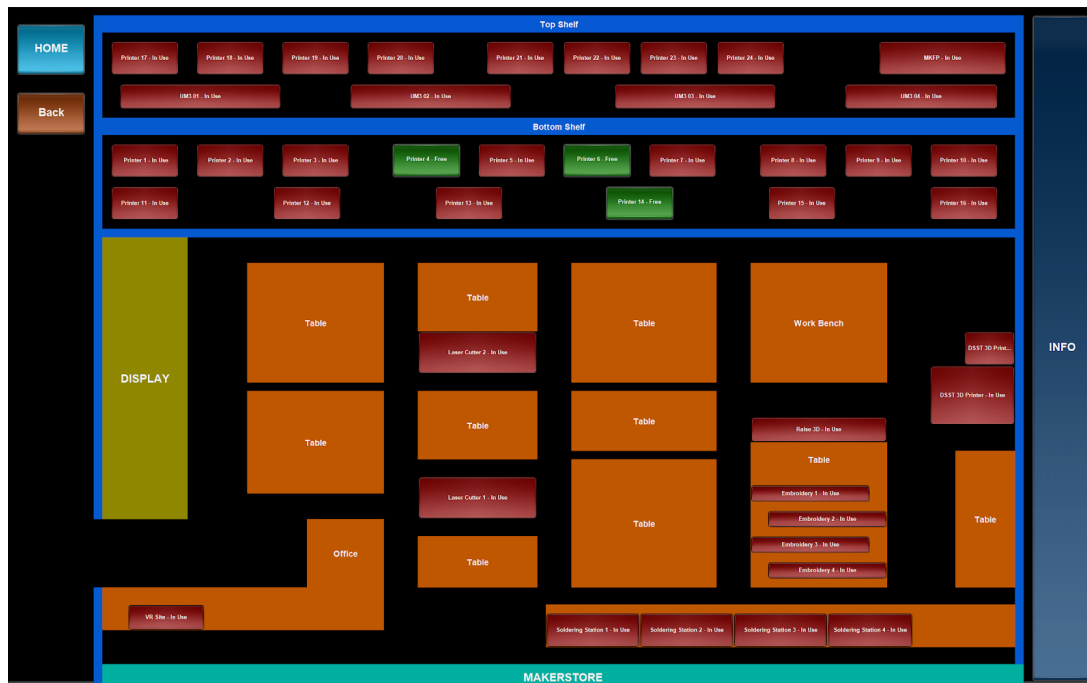 Top Shelf
HOME
Printer 17 - In Use
Printer 18 - In Use
Printer 19 - In Use
Printer 20 - In Use
Printer 21 - In Use
Printer 22 - In Use
Printer 23 - In Use
Printer 24 - In Use
MKFP - In Use
Back
UM3 01 - In Use
UM3 02 - In Use
UM3 03 - In Use
UM3 04 - In Use
Bottom Shelf
Printer 1 - In Use
Printer 2 - In Use
Printer 3 - In Use
Printer 4 - Free
Printer 5 - In Use
Printer 6 - Free
Printer 7 - In Use
Printer 8 - In Use
Printer 9 - In Use
Printer 10 - In Use
Printer 11 - In Use
Printer 12 - In Use
Printer 13 - In Use
Printer 14 - Free
Printer 15 - In Use
Printer 16 - In Use
Table
Table
Table
Work Bench
Laser Cutter 2 - In Use
DSST 3D Print...
INFO
DISPLAY
DSST 3D Printer - In Use
Table
Table
Table
Raise 3D - In Use
Table
Laser Cutter 1 - In Use
Embroidery 1 - In Use
Table
Embroidery 2 - In Use
Table
Embroidery 3 - In Use
Office
Table
Embroidery 4 - In Use
VR Site - In Use
Soldering Station 1 - In Use
Soldering Station 2 - In Use
Soldering Station 3 - In Use
Soldering Station 4 - In Use
MAKERSTORE